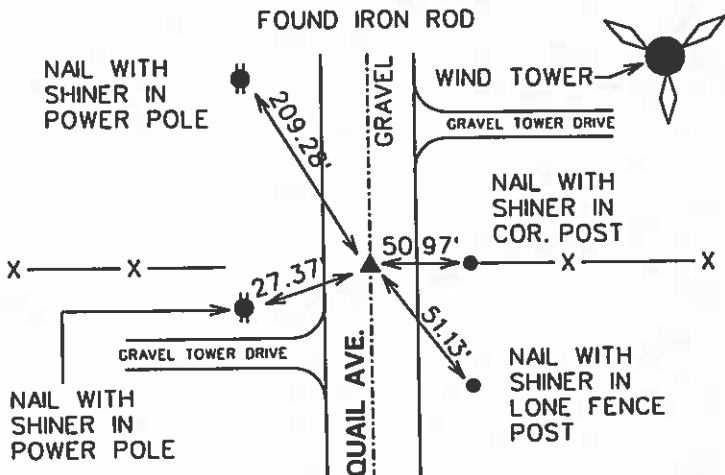 FOUND IRON ROD
NAIL WITH
SHINER IN
POWER POLE
209.28'
GRAVEL
WIND TOWER
GRAVEL TOWER DRIVE
NAIL WITH
SHINER IN
COR. POST
X
X
27.37'
50.97'
X
X
51.13'
GRAVEL TOWER DRIVE
QUAIL AVE.
NAIL WITH
SHINER IN
LONE FENCE
POST
NAIL WITH
SHINER IN
POWER POLE